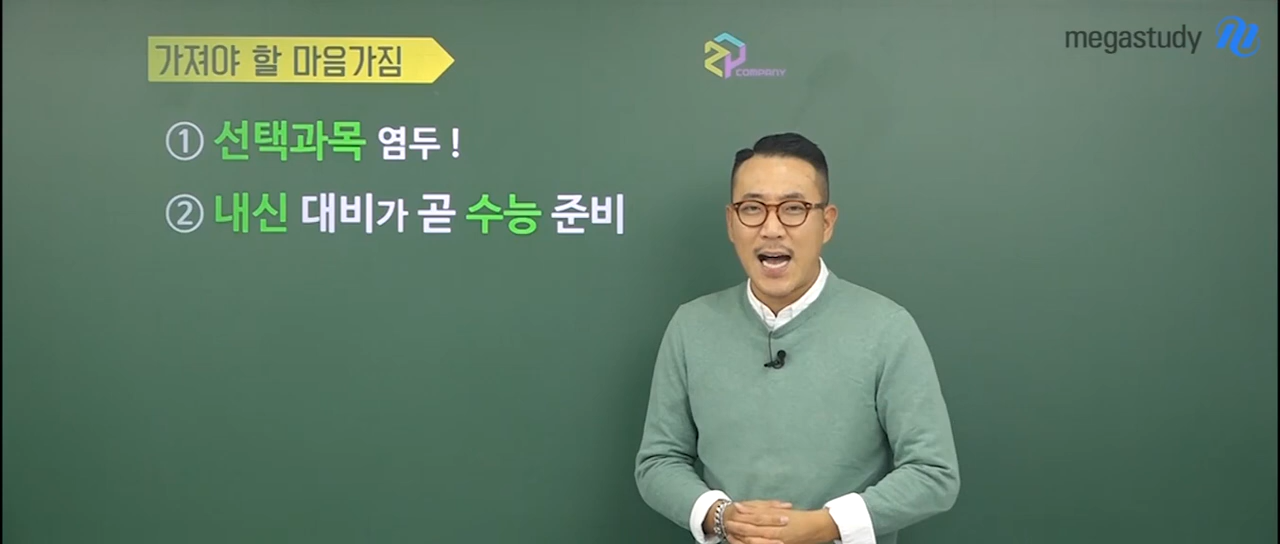 가져야 할 마음가짐
2P COMPANY
megastudy
① 선택과목 염두 !
② 내신 대비가 곧 수능 준비